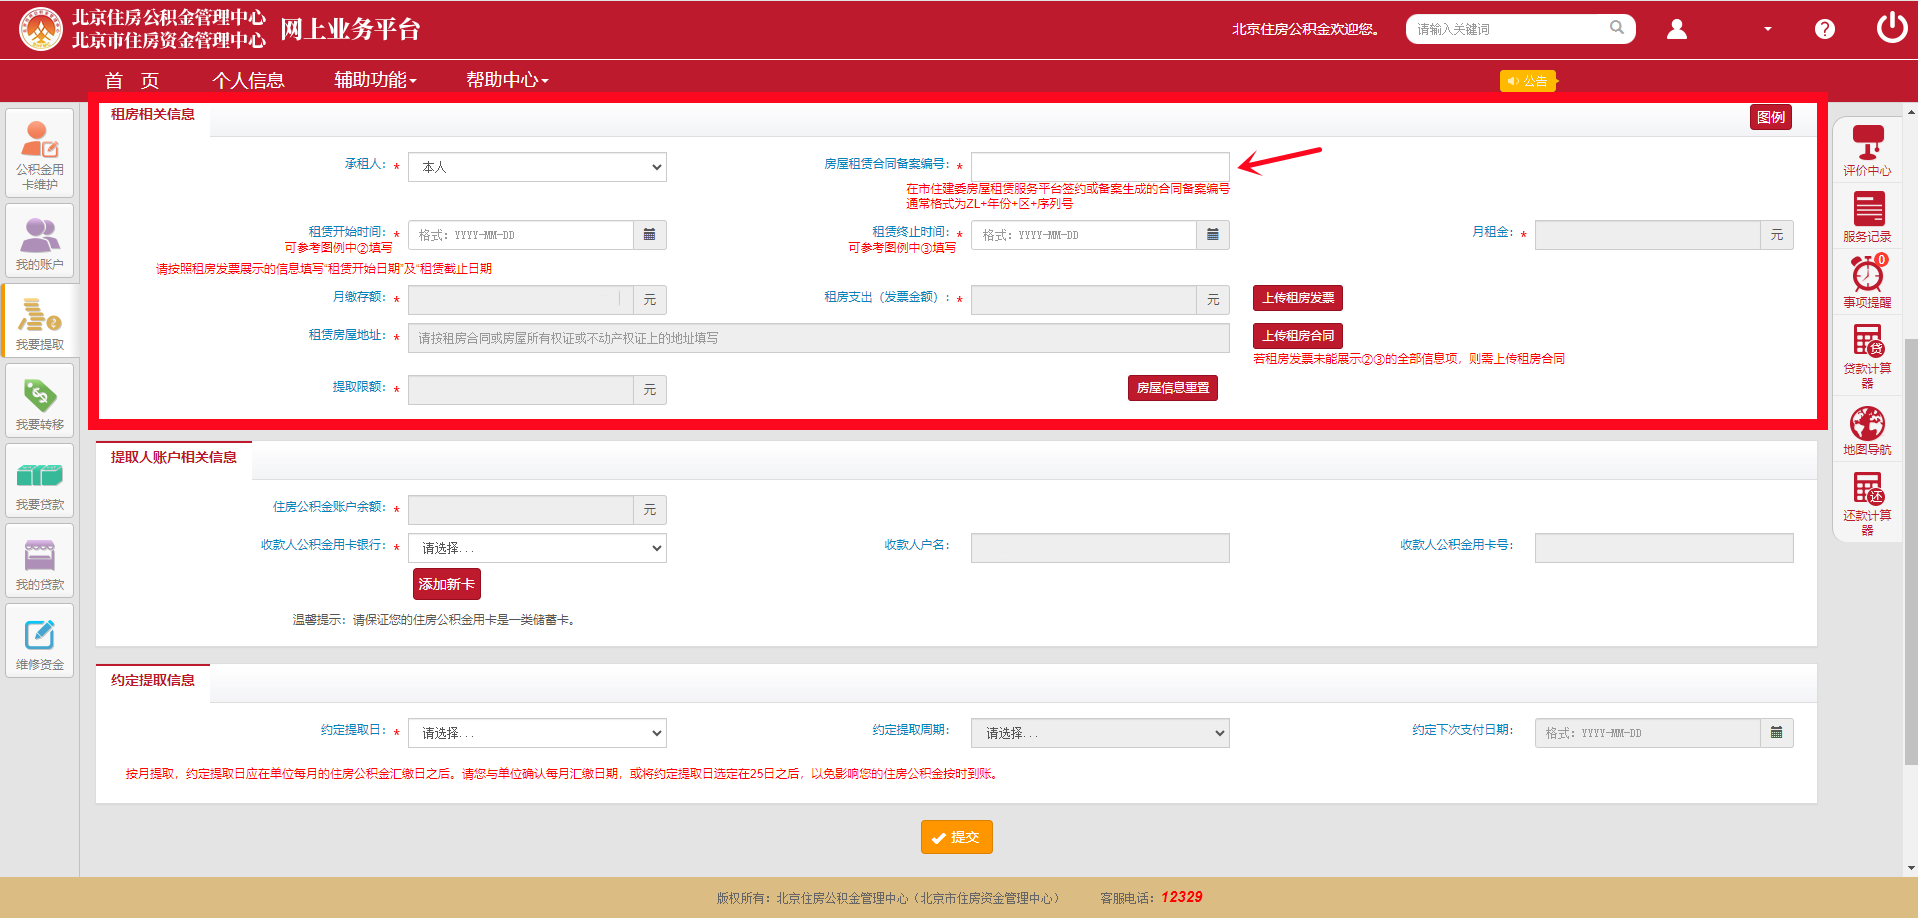 北京住房公积金管理中心
北京市住房资金管理中心
网上业务平台
北京住房公积金欢迎您。
请输入关键词
首 页
个人信息
辅助功能
帮助中心
公告
公积金用
卡维护
我的账户
我要提取
我要转移
我要贷款
我的贷款
维修资金
租房相关信息
图例
承租人：*
本人
房屋租赁合同备案编号：*
在市住建委房屋租赁服务平台签约或备案生成的合同备案编号
通常格式为ZL+年份+区+序列号
租赁开始时间：*
可参考图例中②填写
格式：YYYY-MM-DD
租赁终止时间：*
可参考图例中③填写
格式：YYYY-MM-DD
月租金：*
元
请按照租房发票展示的信息填写“租赁开始日期”及“租赁截止日期
月缴存额：*
元
租房支出（发票金额）：*
元
上传租房发票
租赁房屋地址：*
请按租房合同或房屋所有权证或不动产权证上的地址填写
上传租房合同
若租房发票未能展示②③的全部信息项，则需上传租房合同
提取限额：*
元
房屋信息重置
提取人账户相关信息
住房公积金账户余额：*
元
收款人公积金用卡银行：*
请选择...
收款人户名：
收款人公积金用卡号：
添加新卡
温馨提示：请保证您的住房公积金用卡是一类储蓄卡。
约定提取信息
约定提取日：*
请选择...
约定提取周期：
请选择...
约定下次支付日期：
格式：YYYY-MM-DD
按月提取，约定提取日应在单位每月的住房公积金汇缴日之后。请您与单位确认每月汇缴日期，或将约定提取日选定在25日之后，以免影响您的住房公积金按时到账。
提交
评价中心
服务记录
0
事项提醒
贷
贷款计算
器
地图导航
还
还款计算
器
版权所有：北京住房公积金管理中心（北京市住房资金管理中心）
客服电话：12329